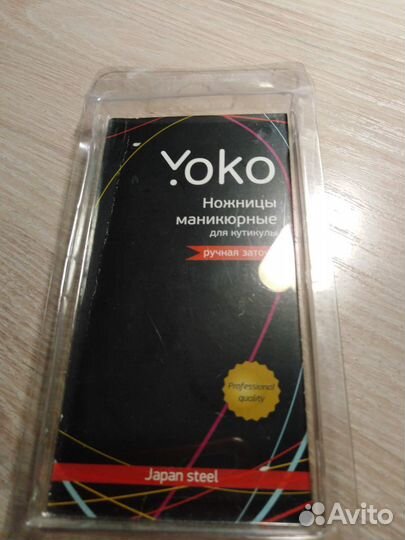 Yoko
Ножницы
маникюрные
для кутикулы
ручная
Professional
quality
Japan steel
Avito